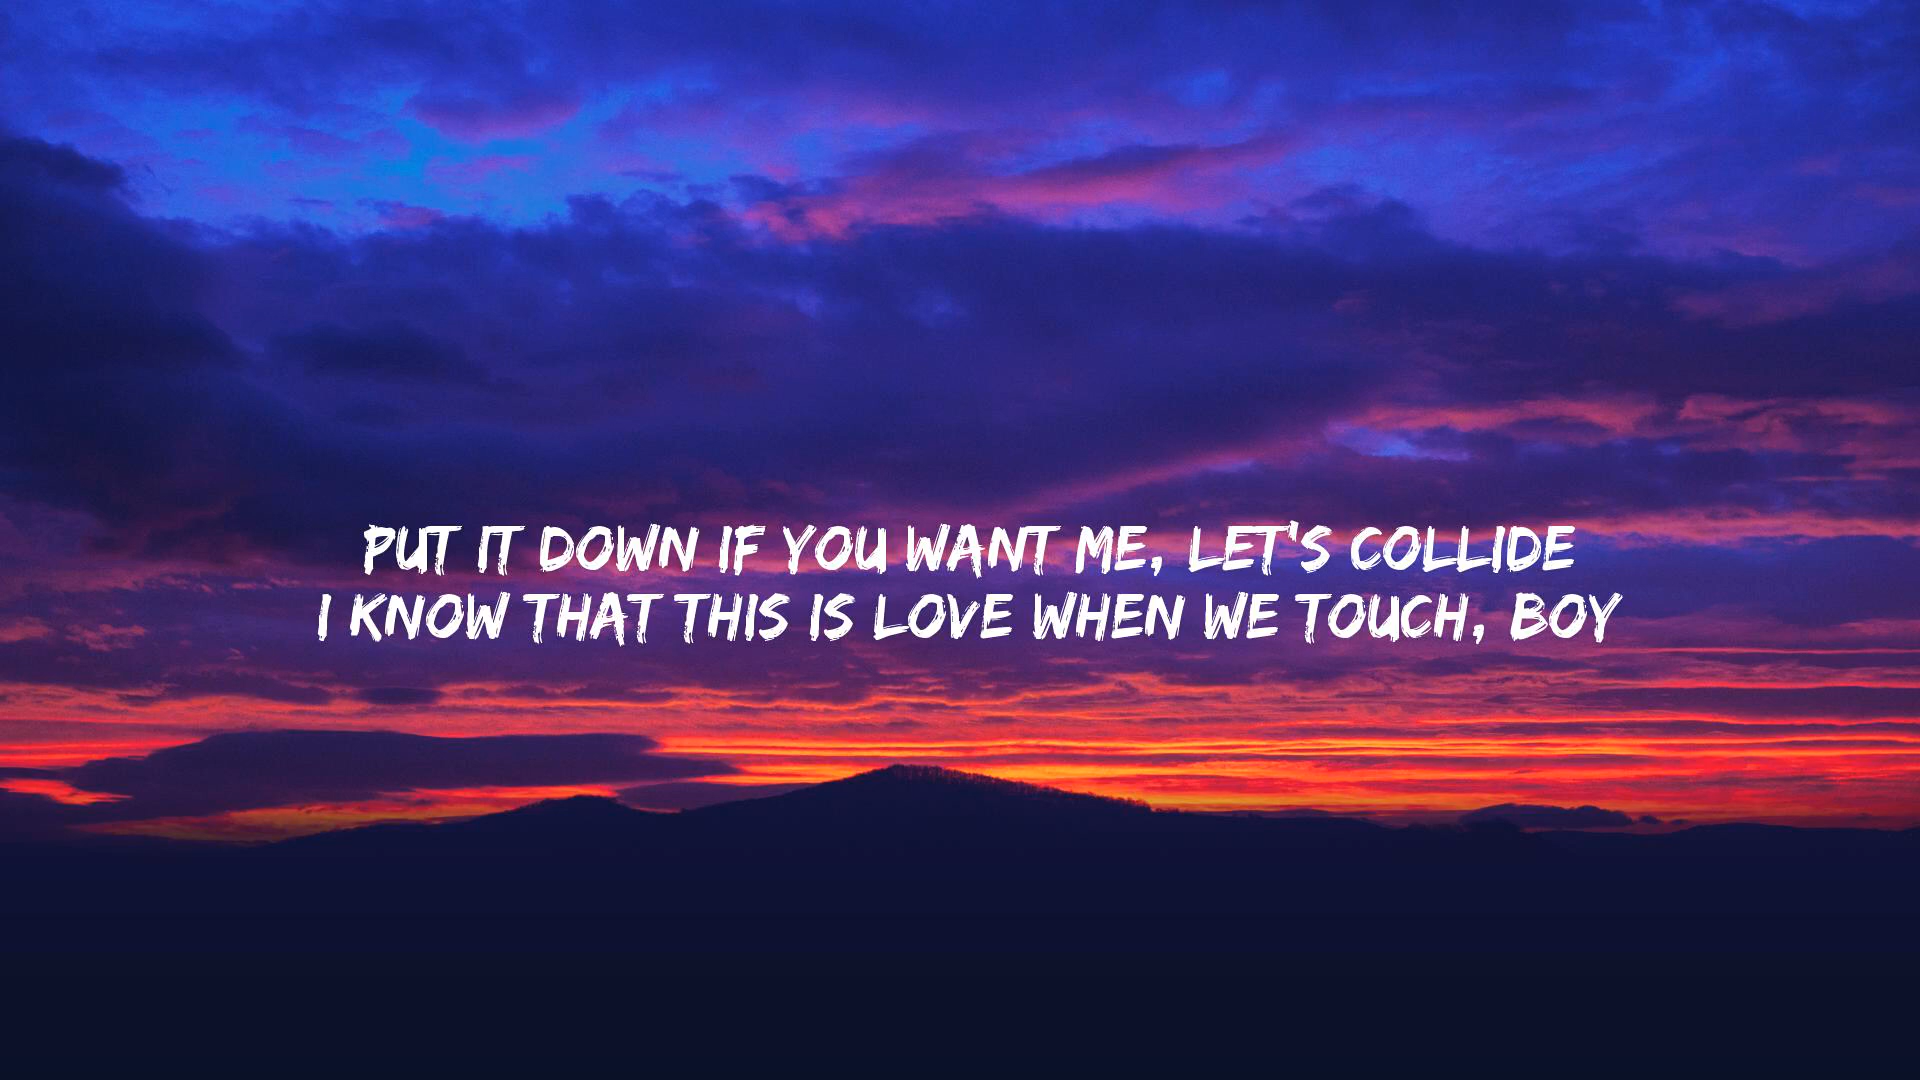 PUT IT DOWN IF YOU WANT ME, LET'S COLLIDE
I KNOW THAT THIS IS LOVE WHEN WE TOUCH, BOY